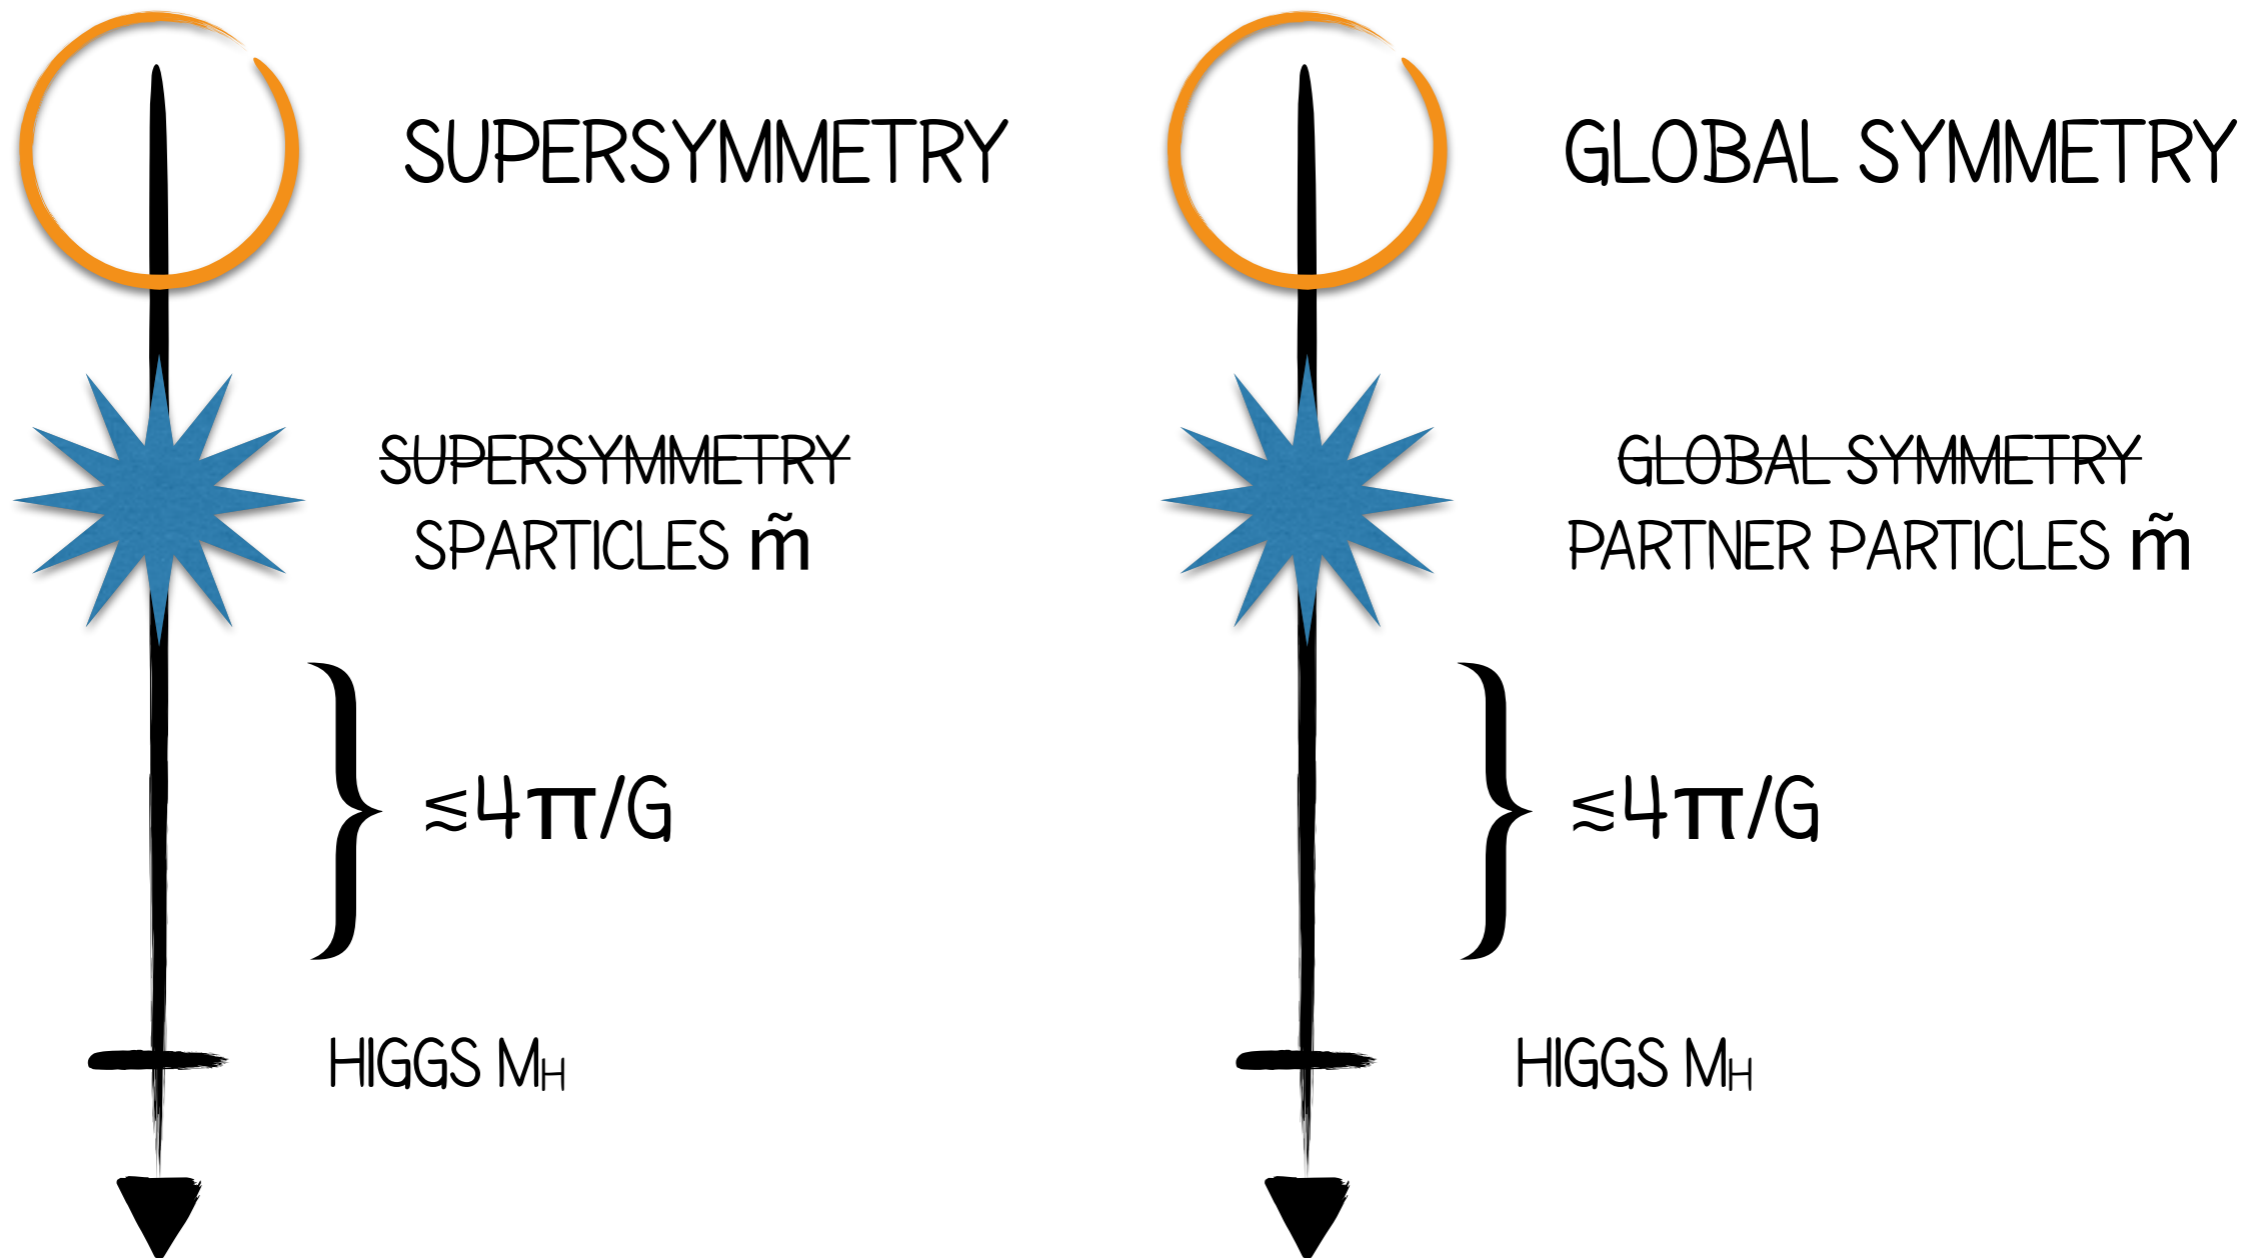 SUPERSYMMETRY
SUPERSYMMETRY
SPARTICLES m̃
≲4π/G
HIGGS MH
GLOBAL SYMMETRY
GLOBAL SYMMETRY
PARTNER PARTICLES m̃
≲4π/G
HIGGS MH